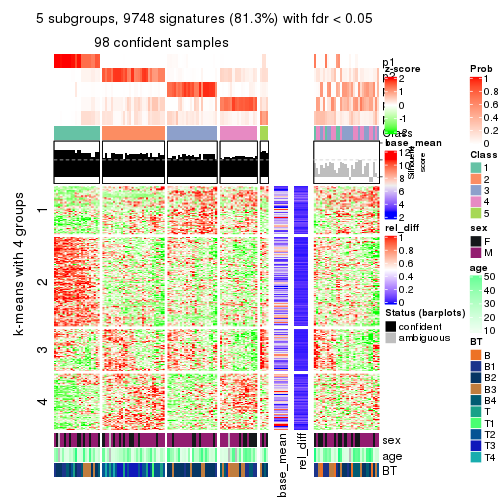 5 subgroups, 9748 signatures (81.3%) with fdr < 0.05
98 confident samples
p1
p2
Class
z-score
2
1
0
-1
-2
base_mean
12
10
8
6
4
2
Silhouette
score
rel_diff
1
0.8
0.6
0.4
0.2
0
Status (barplots)
confident
ambiguous
Prob
1
0.8
0.6
0.4
0.2
0
Class
1
2
3
4
5
sex
F
M
age
50
40
30
20
10
BT
B
B1
B2
B3
B4
T
T1
T2
T3
T4
k-means with 4 groups
1
2
3
4
base_mean
rel_diff
sex
age
BT